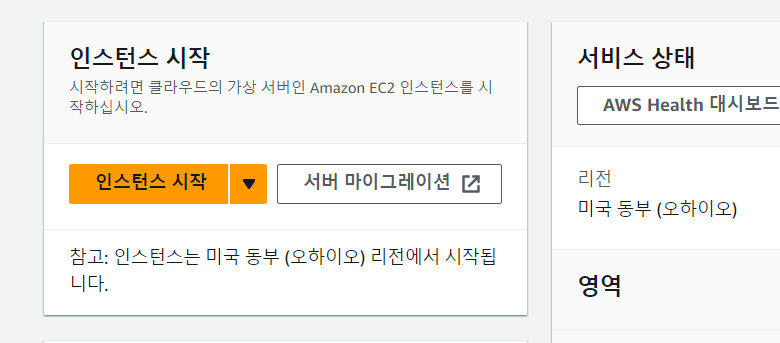 인스턴스 시작
시작하려면 클라우드의 가상 서버인 Amazon EC2 인스턴스를 시
작하십시오.
인스턴스 시작
서버 마이그레이션
참고: 인스턴스는 미국 동부 (오하이오) 리전에서 시작됩
니다.
서비스 상태
AWS Health 대시보드
리전
미국 동부 (오하이오)
영역